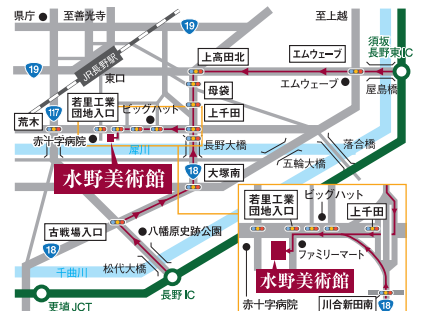 県庁
至善光寺
至上越
19
上高田北
エムウェーブ
須坂
長野東IC
JR長野駅
19
東口
母袋
エムウェーブ
屋島橋
117
若里工業
団地入口
ビッグハット
上千田
荒木
赤十字病院
犀川
長野大橋
落合橋
水野美術館
五輪大橋
18
大塚南
ビッグハット
若里工業
団地入口
上千田
古戦場入口
八幡原史跡公園
18
ファミリーマート
千曲川
松代大橋
水野美術館
長野IC
更埴JCT
赤十字病院
川合新田南
18